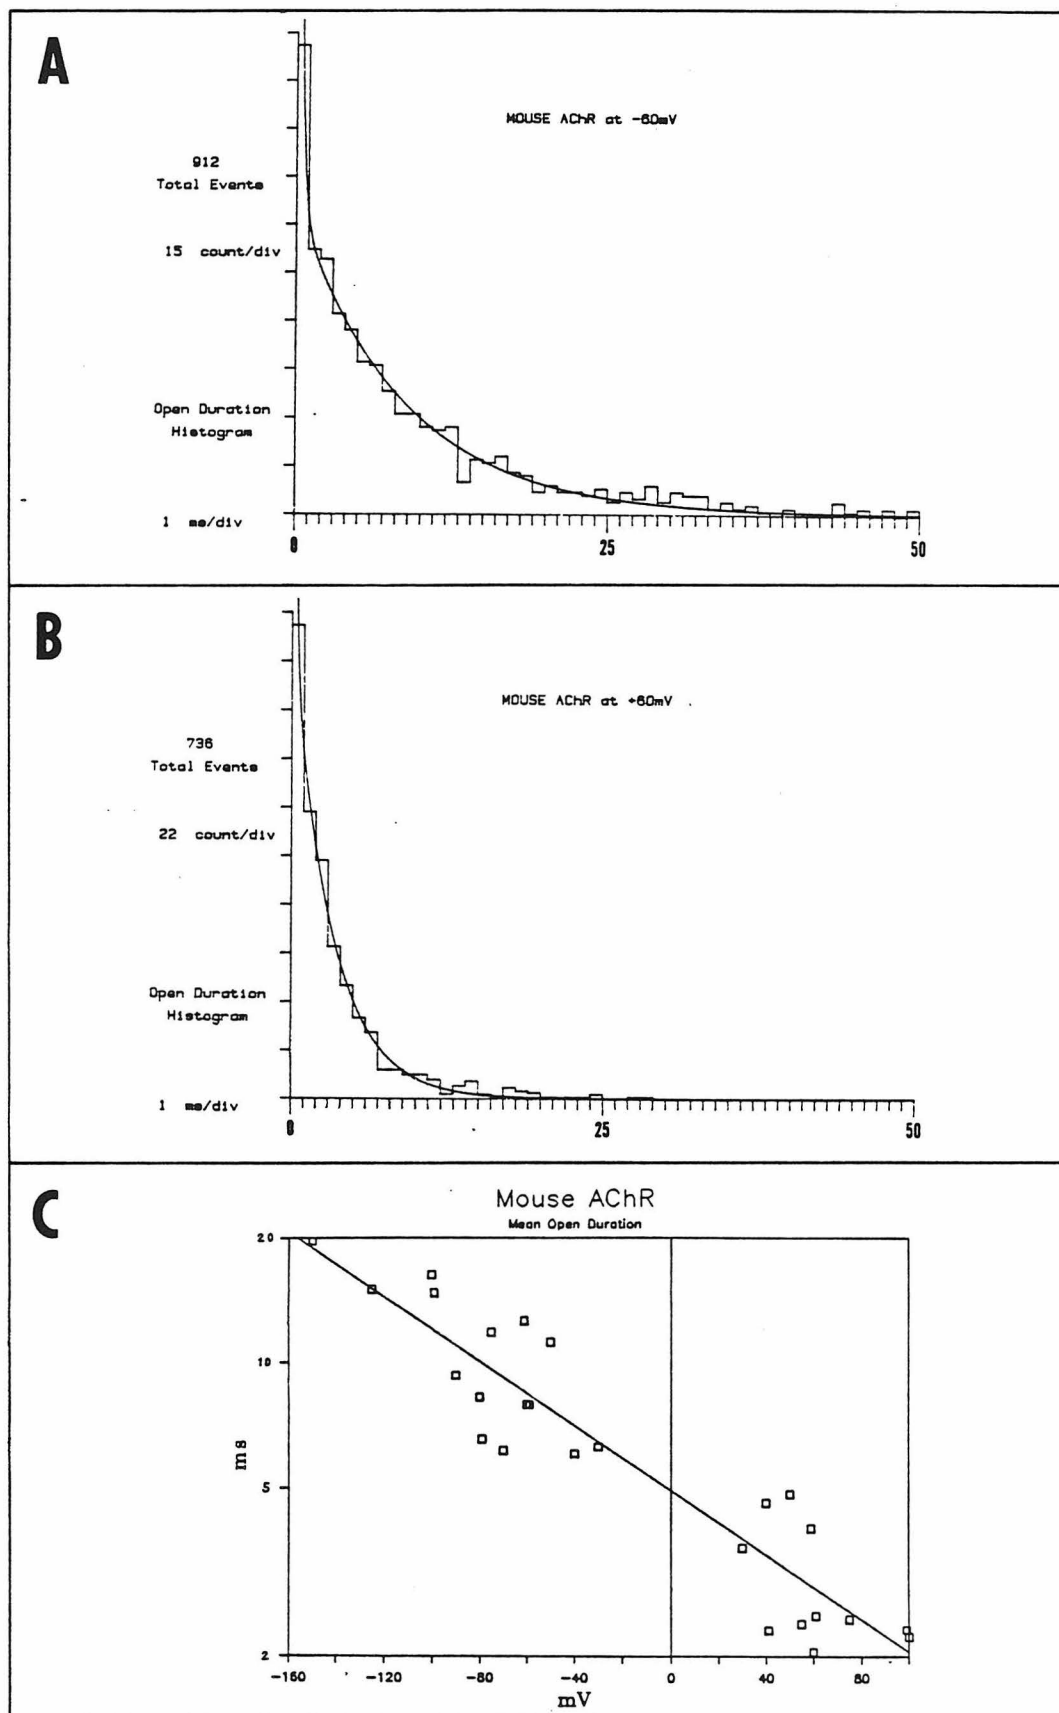 A
MOUSE AChR at -60mV
912
Total Events
15 count/div
Open Duration
Histogram
1 ms/div
0 25 50
B
MOUSE AChR at +60mV
736
Total Events
22 count/div
Open Duration
Histogram
1 ms/div
0 25 50
C
Mouse AChR
Mean Open Duration
20
10
5
2
ms
-160 -120 -80 -40 0 40 80
mV